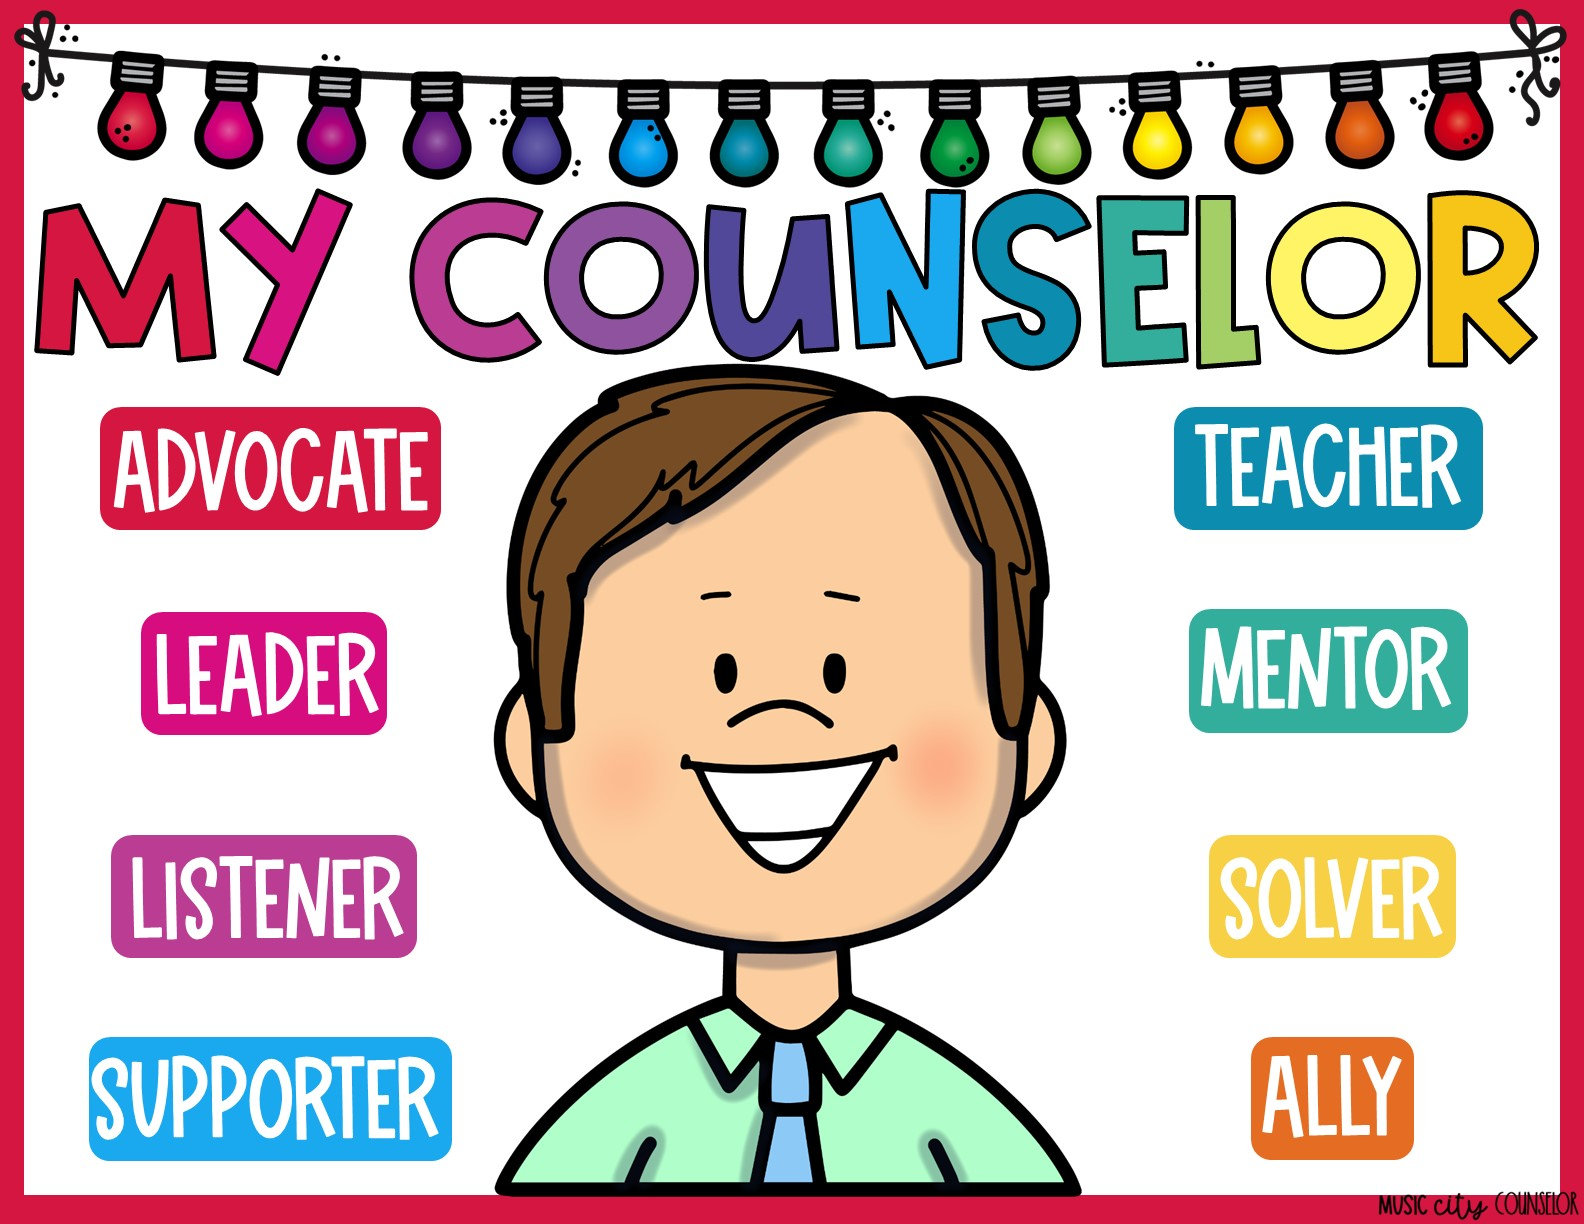 MY COUNSELOR
ADVOCATE
LEADER
LISTENER
SUPPORTER
TEACHER
MENTOR
SOLVER
ALLY
MUSIC city COUNSELOR